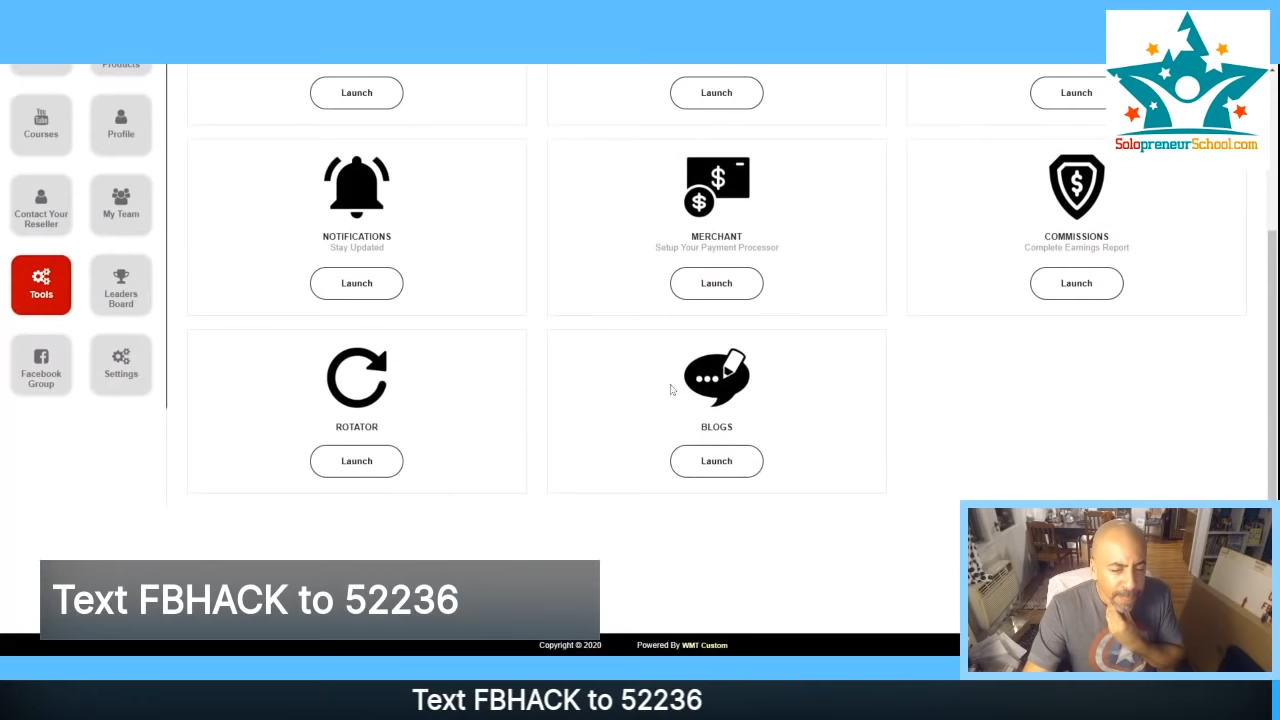 Products
Launch
Launch
Launch
You
Tube
Courses
Profile
SolopreneurSchool.com
Contact Your
Reseller
My Team
NOTIFICATIONS
Stay Updated
Launch
MERCHANT
Setup Your Payment Processor
Launch
COMMISSIONS
Complete Earnings Report
Launch
Tools
Leaders
Board
Facebook
Group
Settings
ROTATOR
Launch
BLOGS
Launch
Text FBHACK to 52236
Copyright © 2020
Powered By WMT Custom
Text FBHACK to 52236